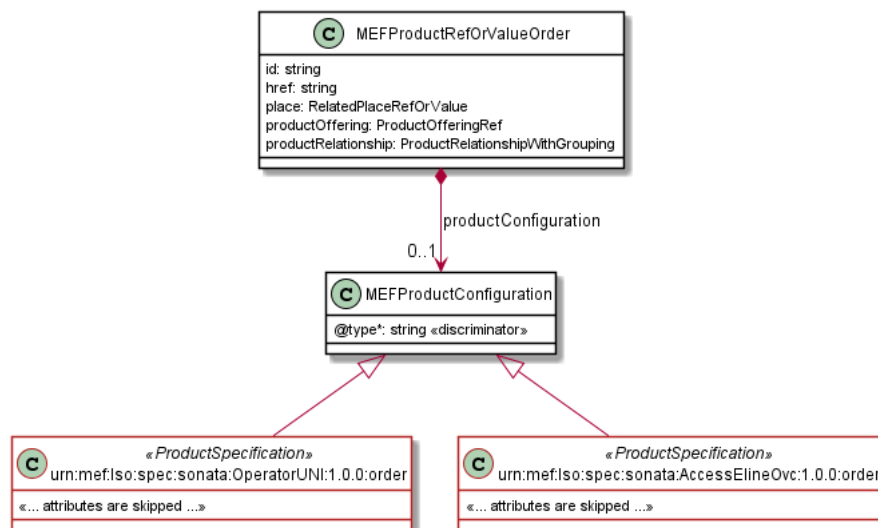 C MEFProductRefOrValueOrder
id: string
href: string
place: RelatedPlaceRefOrValue
productOffering: ProductOfferingRef
productRelationship: ProductRelationshipWithGrouping
productConfiguration
0..1
C MEFProductConfiguration
@type*: string «discriminator»
«ProductSpecification»
C urn:mef:lso:spec:sonata:OperatorUNI:1.0.0:order
«... attributes are skipped ...»
«ProductSpecification»
C urn:mef:lso:spec:sonata:AccessElineOvc:1.0.0:order
«... attributes are skipped ...»